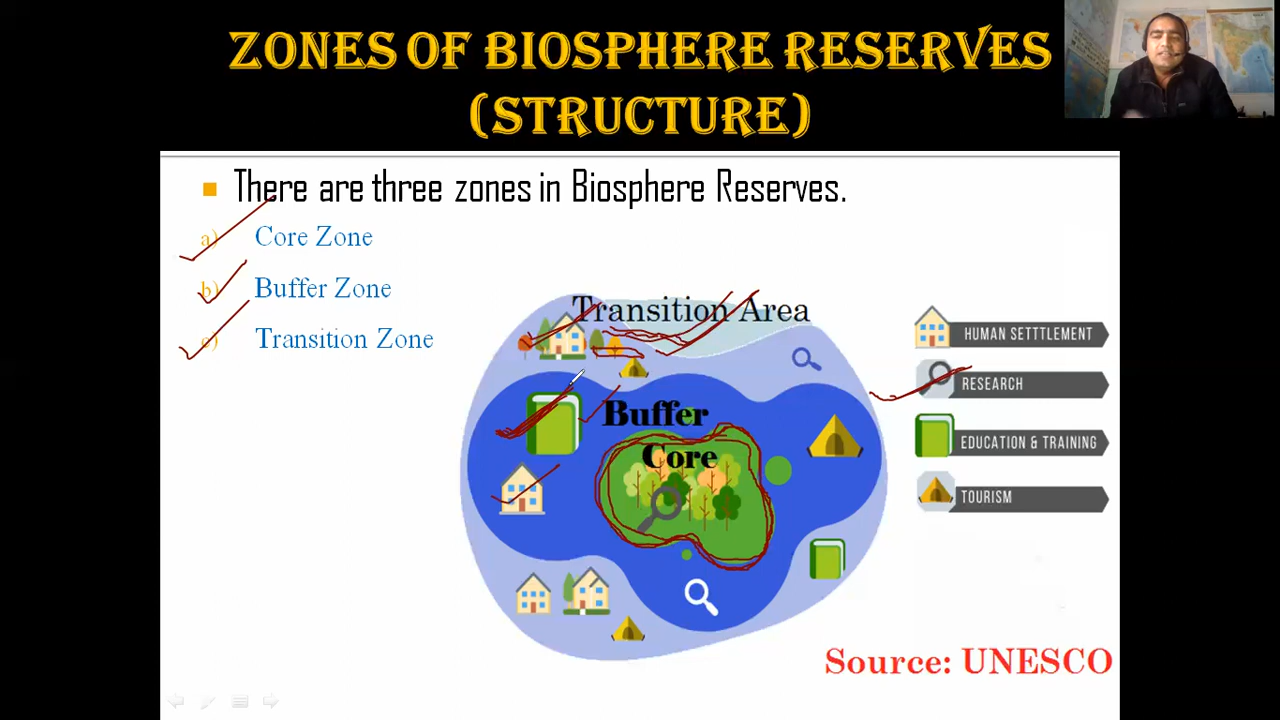 ZONES OF BIOSPHERE RESERVES
(STRUCTURE)
There are three zones in Biosphere Reserves.
a) Core Zone
b) Buffer Zone
c) Transition Zone
Transition Area
Buffer
Core
HUMAN SETTTLEMENT
RESEARCH
EDUCATION & TRAINING
TOURISM
Source: UNESCO